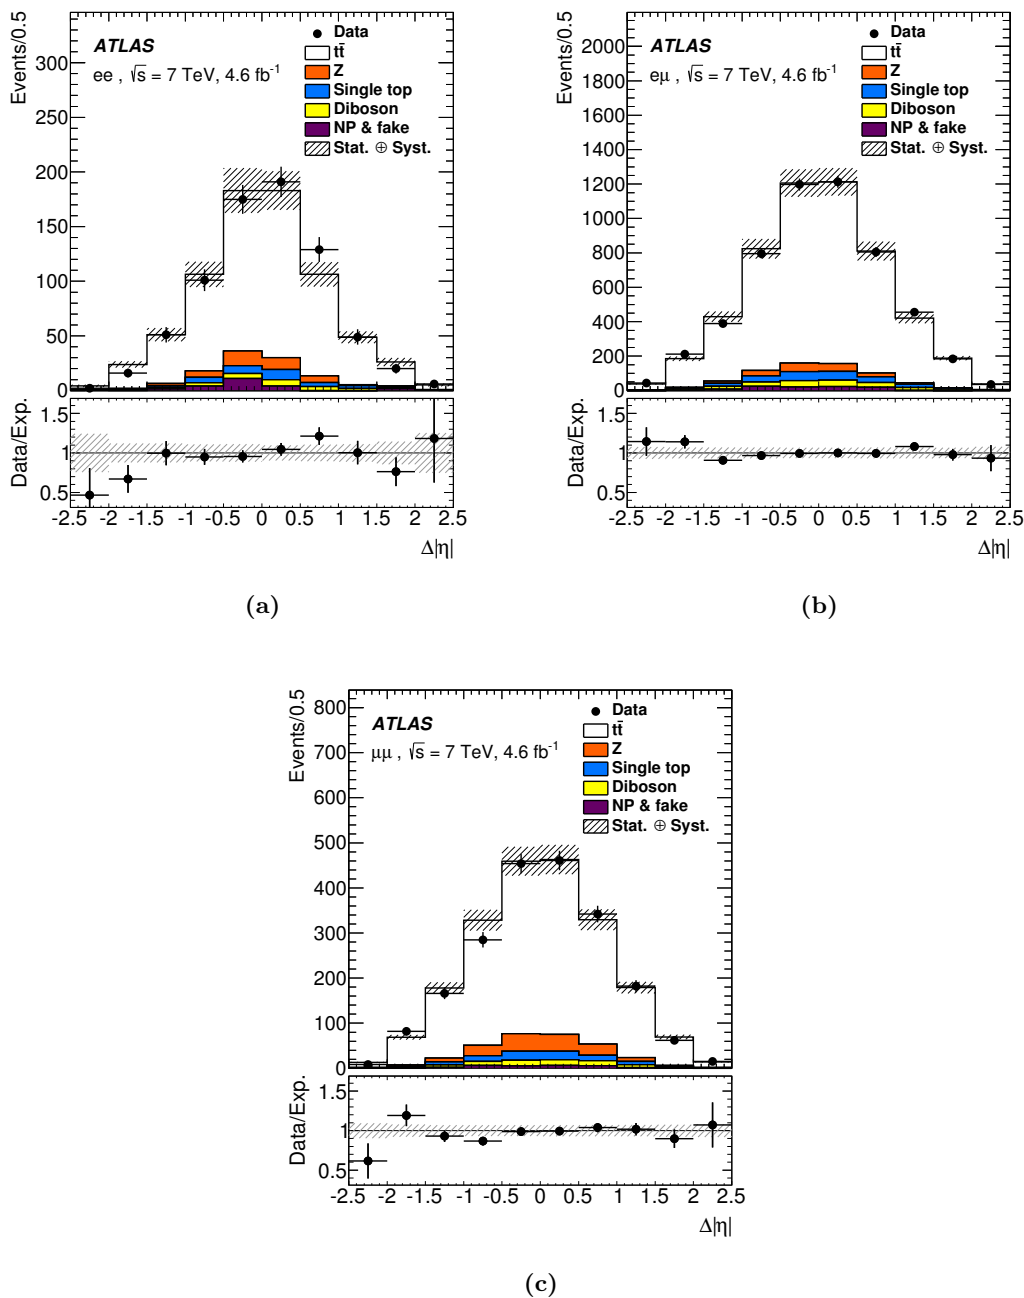 Events/0.5
ATLAS
ee , √s = 7 TeV, 4.6 fb⁻¹
Data
tt̄
Z
Single top
Diboson
NP & fake
Stat. ⊕ Syst.
300
250
200
150
100
50
0
Data/Exp.
1.5
1
0.5
-2.5 -2 -1.5 -1 -0.5 0 0.5 1 1.5 2 2.5
Δ|η|
(a)
Events/0.5
ATLAS
eμ , √s = 7 TeV, 4.6 fb⁻¹
Data
tt̄
Z
Single top
Diboson
NP & fake
Stat. ⊕ Syst.
2000
1800
1600
1400
1200
1000
800
600
400
200
0
Data/Exp.
1.5
1
0.5
-2.5 -2 -1.5 -1 -0.5 0 0.5 1 1.5 2 2.5
Δ|η|
(b)
Events/0.5
ATLAS
μμ , √s = 7 TeV, 4.6 fb⁻¹
Data
tt̄
Z
Single top
Diboson
NP & fake
Stat. ⊕ Syst.
800
700
600
500
400
300
200
100
0
Data/Exp.
1.5
1
0.5
-2.5 -2 -1.5 -1 -0.5 0 0.5 1 1.5 2 2.5
Δ|η|
(c)